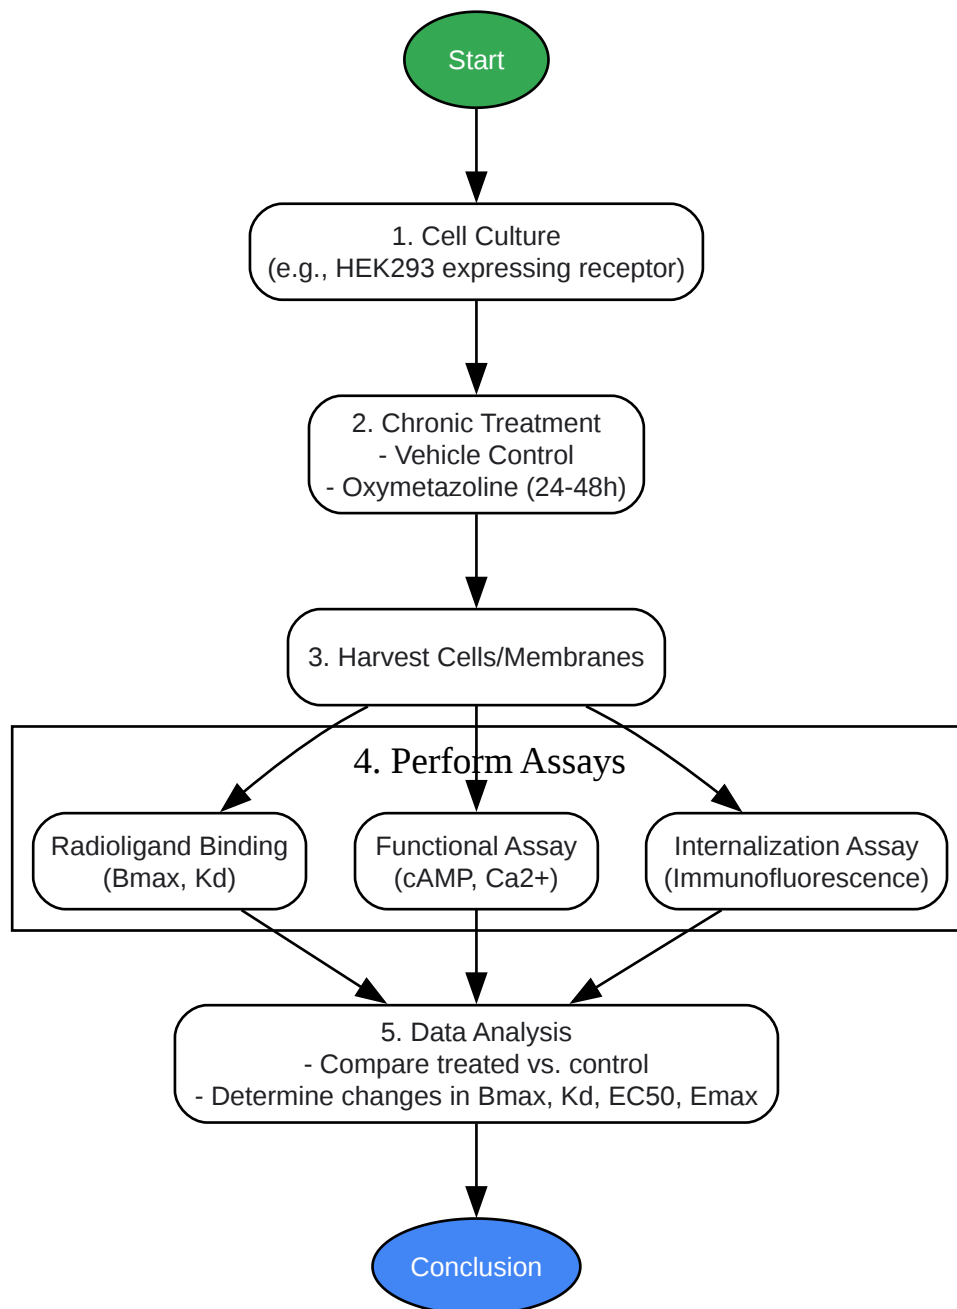 Start
1. Cell Culture
(e.g., HEK293 expressing receptor)
2. Chronic Treatment
- Vehicle Control
- Oxymetazoline (24-48h)
3. Harvest Cells/Membranes
4. Perform Assays
Radioligand Binding
(Bmax, Kd)
Functional Assay
(cAMP, Ca2+)
Internalization Assay
(Immunofluorescence)
5. Data Analysis
- Compare treated vs. control
- Determine changes in Bmax, Kd, EC50, Emax
Conclusion